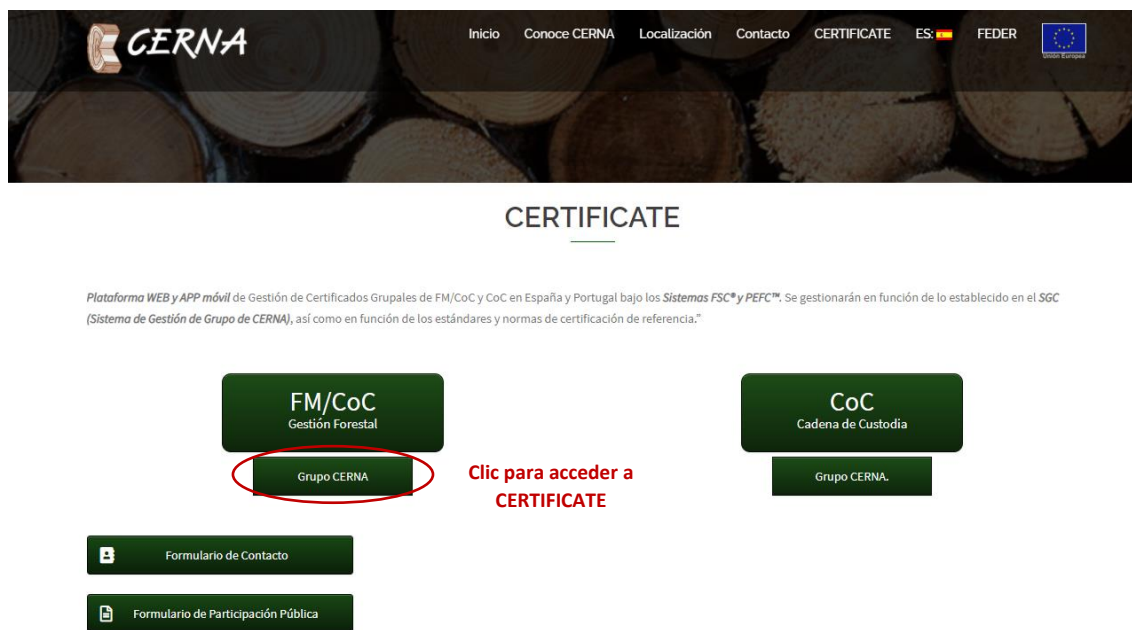 CERNA
Inicio Conoce CERNA Localización Contacto CERTIFICATE ES: FEDER
Unión Europea
CERTIFICATE
Plataforma WEB y APP móvil de Gestión de Certificados Grupales de FM/CoC y CoC en España y Portugal bajo los Sistemas FSC® y PEFC™. Se gestionarán en función de lo establecido en el SGC
(Sistema de Gestión de Grupo de CERNA), así como en función de los estándares y normas de certificación de referencia.”
FM/CoC
Gestión Forestal
Grupo CERNA
Clic para acceder a
CERTIFICATE
CoC
Cadena de Custodia
Grupo CERNA.
Formulario de Contacto
Formulario de Participación Pública